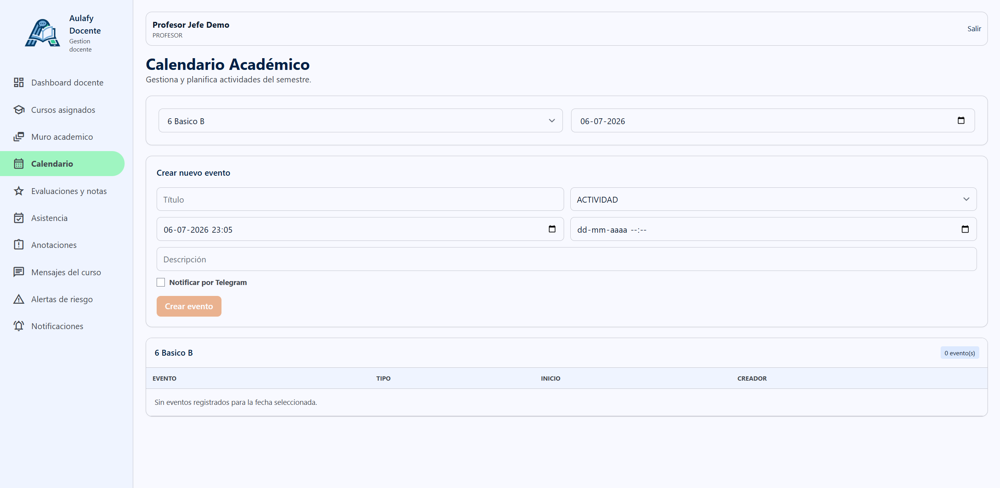 Aulafy
Docente
Gestion
docente
Dashboard docente
Cursos asignados
Muro academico
Calendario
Evaluaciones y notas
Asistencia
Anotaciones
Mensajes del curso
Alertas de riesgo
Notificaciones
Profesor Jefe Demo
PROFESOR
Salir
Calendario Académico
Gestiona y planifica actividades del semestre.
6 Basico B
06-07-2026
Crear nuevo evento
Título
ACTIVIDAD
06-07-2026 23:05
dd-mm-aaaa --:--
Descripción
Notificar por Telegram
Crear evento
6 Basico B
0 evento(s)
EVENTO TIPO INICIO CREADOR
Sin eventos registrados para la fecha seleccionada.